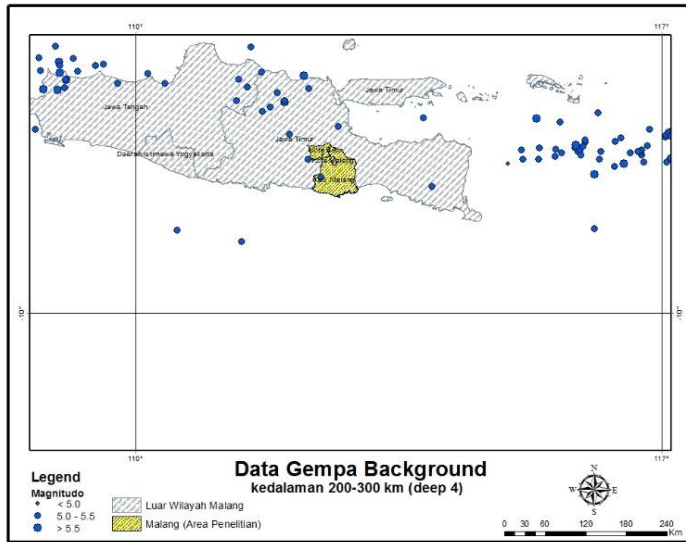 110°
117°
Jawa Timur
Jawa Tengah
Jawa Timur
Daerah Istimewa Yogyakarta
Malang
-10°
-10°
110°
117°
Data Gempa Background
kedalaman 200-300 km (deep 4)
Legend
Magnitudo
< 5.0
5.0 - 5.5
> 5.5
Luar Wilayah Malang
Malang (Area Penelitian)
N
W
E
S
0 30 60 120 180 240
Km